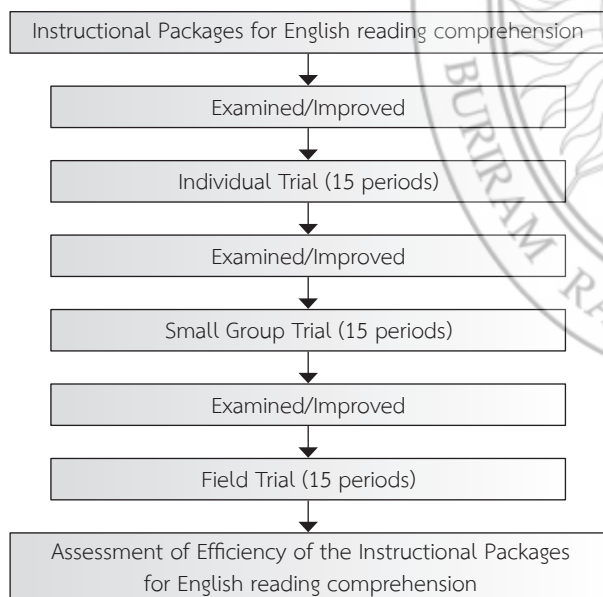 Instructional Packages for English reading comprehension
Examined/Improved
Individual Trial (15 periods)
Examined/Improved
Small Group Trial (15 periods)
Examined/Improved
Field Trial (15 periods)
Assessment of Efficiency of the Instructional Packages
for English reading comprehension
BURIRAM